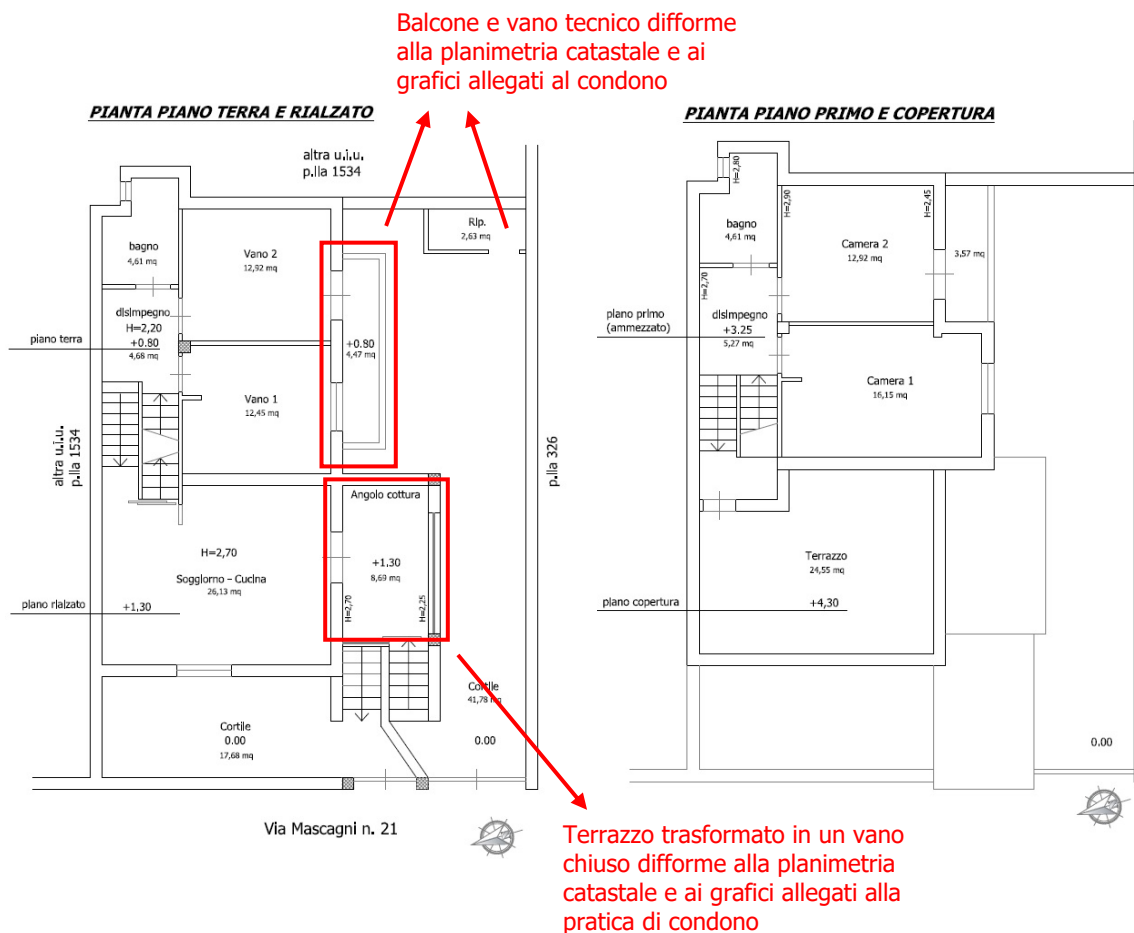 Balcone e vano tecnico difforme
alla planimetria catastale e ai
grafici allegati al condono
PIANTA PIANO TERRA E RIALZATO
altra u.i.u.
p.lla 1534
bagno
4,61 mq
Vano 2
12,92 mq
Rip.
2,63 mq
disimpegno
H=2,20
+0.80
4,68 mq
piano terra
+0.80
4,47 mq
Vano 1
12,45 mq
altra u.i.u.
p.lla 1534
p.lla 326
Angolo cottura
H=2,70
Soggiorno - Cucina
26,13 mq
+1.30
8,69 mq
H=2,70
H=2,25
piano rialzato
+1,30
Cortile
41,78 mq
0.00
Cortile
0.00
17,68 mq
Via Mascagni n. 21
PIANTA PIANO PRIMO E COPERTURA
H=2,80
H=2,90
H=2,45
bagno
4,61 mq
Camera 2
12,92 mq
3,57 mq
H=2,70
piano primo
(ammezzato)
disimpegno
+3.25
5,27 mq
Camera 1
16,15 mq
Terrazzo
24,55 mq
piano copertura
+4,30
0.00
Terrazzo trasformato in un vano
chiuso difforme alla planimetria
catastale e ai grafici allegati alla
pratica di condono